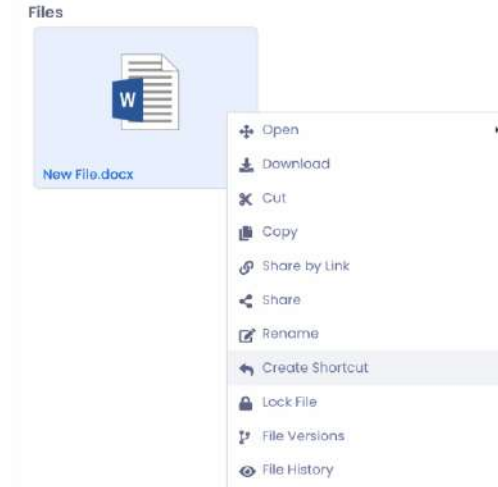 Files
W
New File.docx
Open
Download
Cut
Copy
Share by Link
Share
Rename
Create Shortcut
Lock File
File Versions
File History